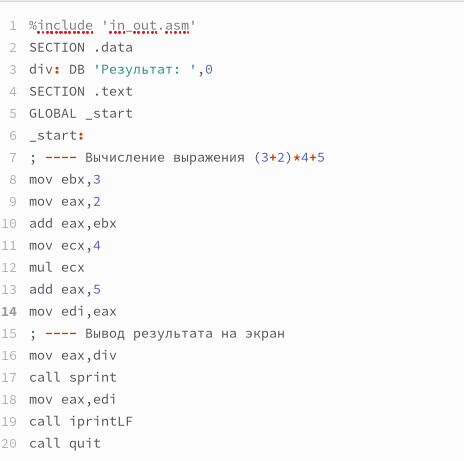 1 %include 'in_out.asm'
2 SECTION .data
3 div: DB 'Результат: ',0
4 SECTION .text
5 GLOBAL _start
6 _start:
7 ; ---- Вычисление выражения (3+2)*4+5
8 mov ebx,3
9 mov eax,2
10 add eax,ebx
11 mov ecx,4
12 mul ecx
13 add eax,5
14 mov edi,eax
15 ; ---- Вывод результата на экран
16 mov eax,div
17 call sprint
18 mov eax,edi
19 call iprintLF
20 call quit